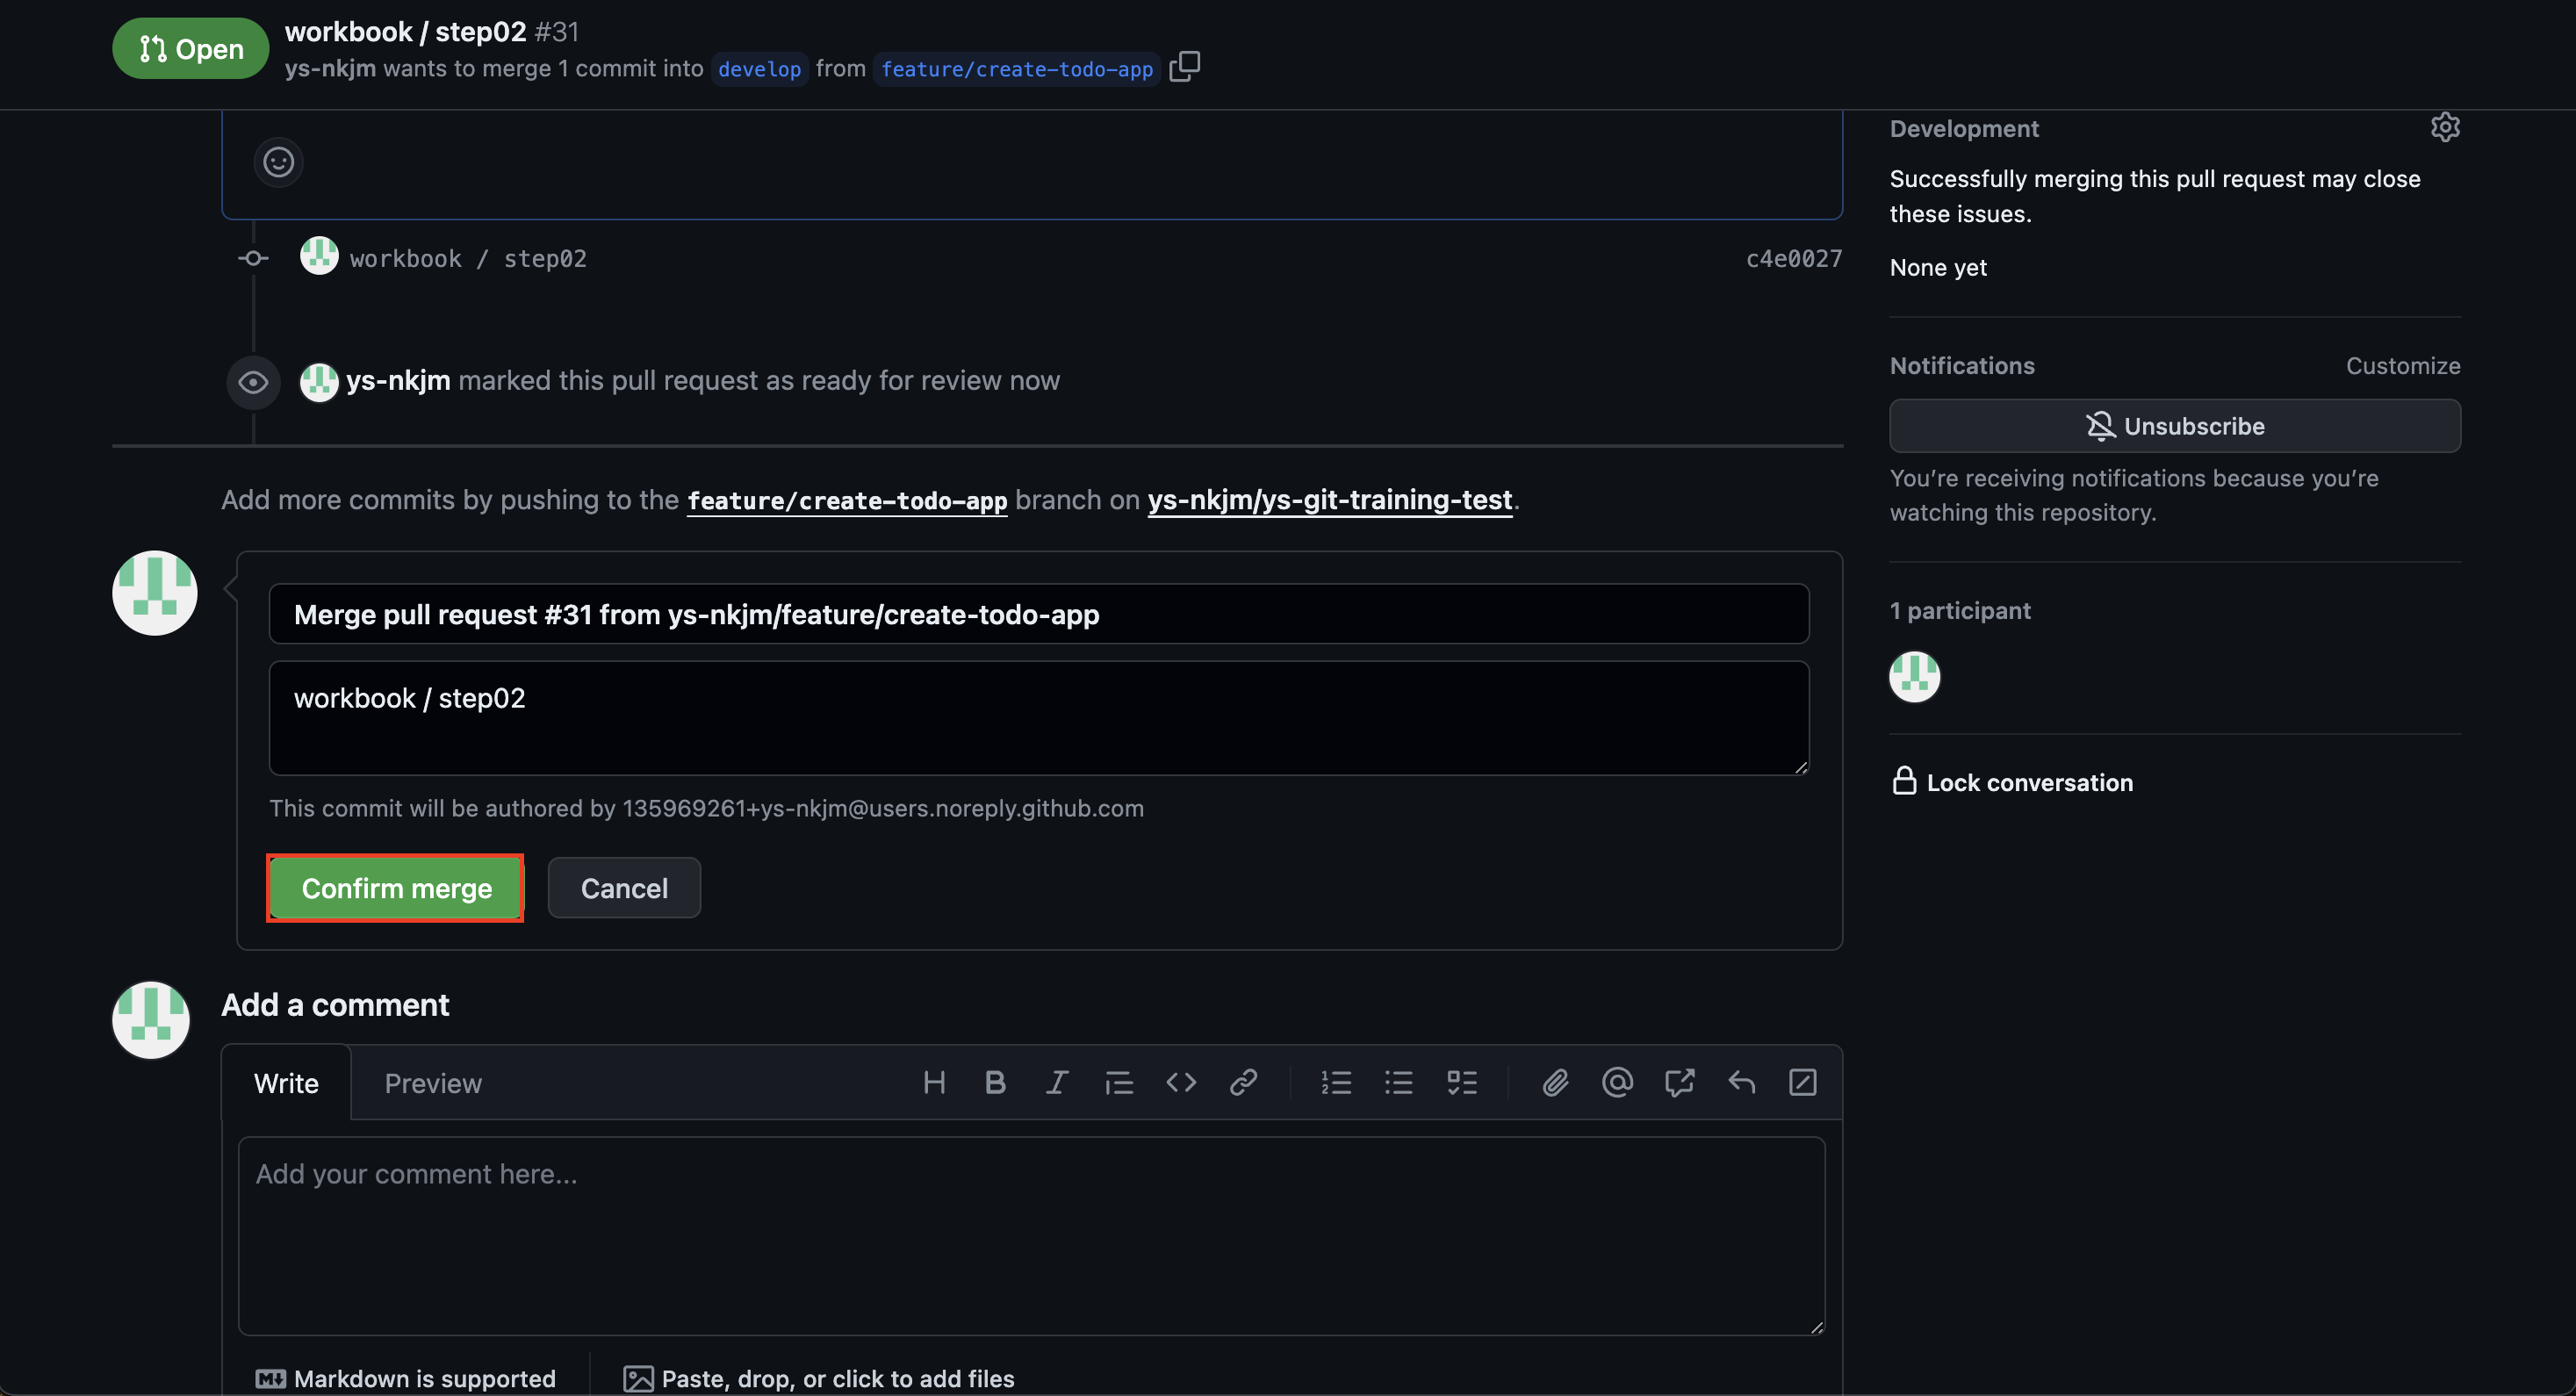 Open
workbook / step02 #31
ys-nkjm wants to merge 1 commit into develop from feature/create-todo-app
workbook / step02 c4e0027
ys-nkjm marked this pull request as ready for review now
Add more commits by pushing to the feature/create-todo-app branch on ys-nkjm/ys-git-training-test.
Merge pull request #31 from ys-nkjm/feature/create-todo-app
workbook / step02
This commit will be authored by 135969261+ys-nkjm@users.noreply.github.com
Confirm merge Cancel
Add a comment
Write Preview
Add your comment here...
Markdown is supported Paste, drop, or click to add files
Development
Successfully merging this pull request may close
these issues.
None yet
Notifications Customize
Unsubscribe
You’re receiving notifications because you’re
watching this repository.
1 participant
Lock conversation